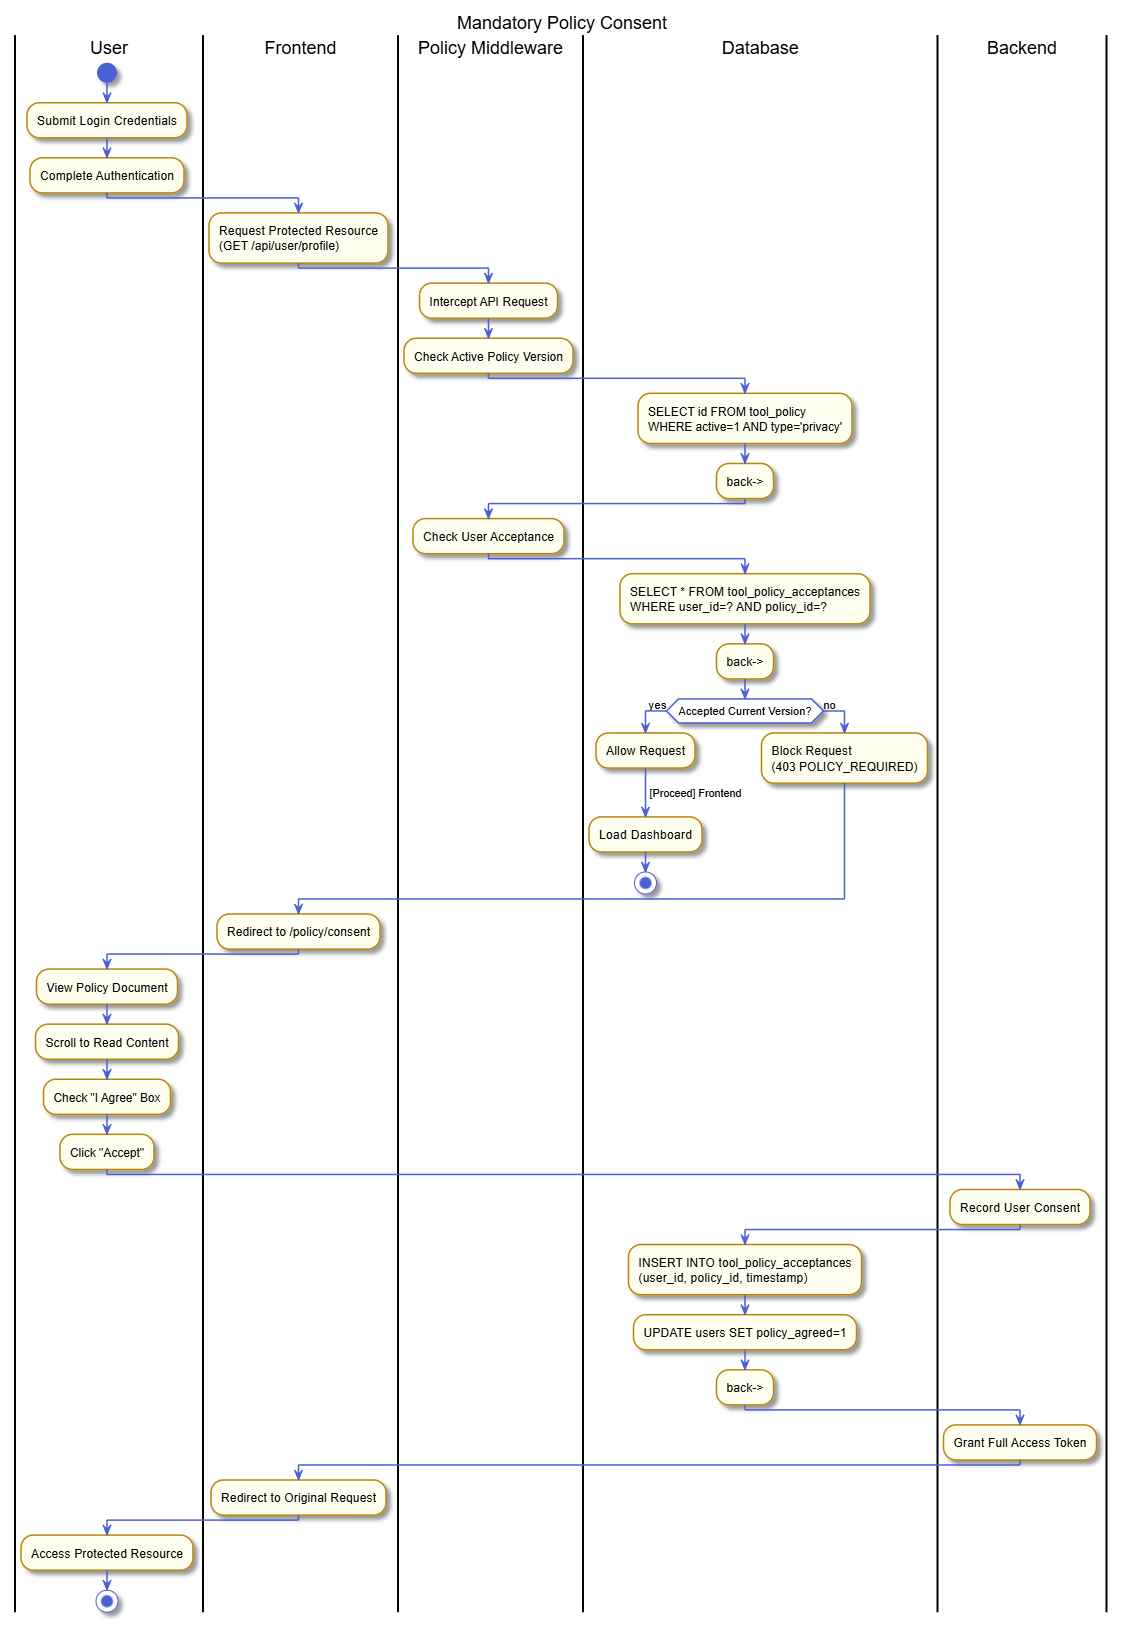 Mandatory Policy Consent
User
Frontend
Policy Middleware
Database
Backend
Submit Login Credentials
Complete Authentication
Request Protected Resource
(GET /api/user/profile)
Intercept API Request
Check Active Policy Version
SELECT id FROM tool_policy
WHERE active=1 AND type='privacy'
back->
Check User Acceptance
SELECT * FROM tool_policy_acceptances
WHERE user_id=? AND policy_id=?
back->
yes
Accepted Current Version?
no
Allow Request
Block Request
(403 POLICY_REQUIRED)
[Proceed] Frontend
Load Dashboard
Redirect to /policy/consent
View Policy Document
Scroll to Read Content
Check "I Agree" Box
Click "Accept"
Record User Consent
INSERT INTO tool_policy_acceptances
(user_id, policy_id, timestamp)
UPDATE users SET policy_agreed=1
back->
Grant Full Access Token
Redirect to Original Request
Access Protected Resource